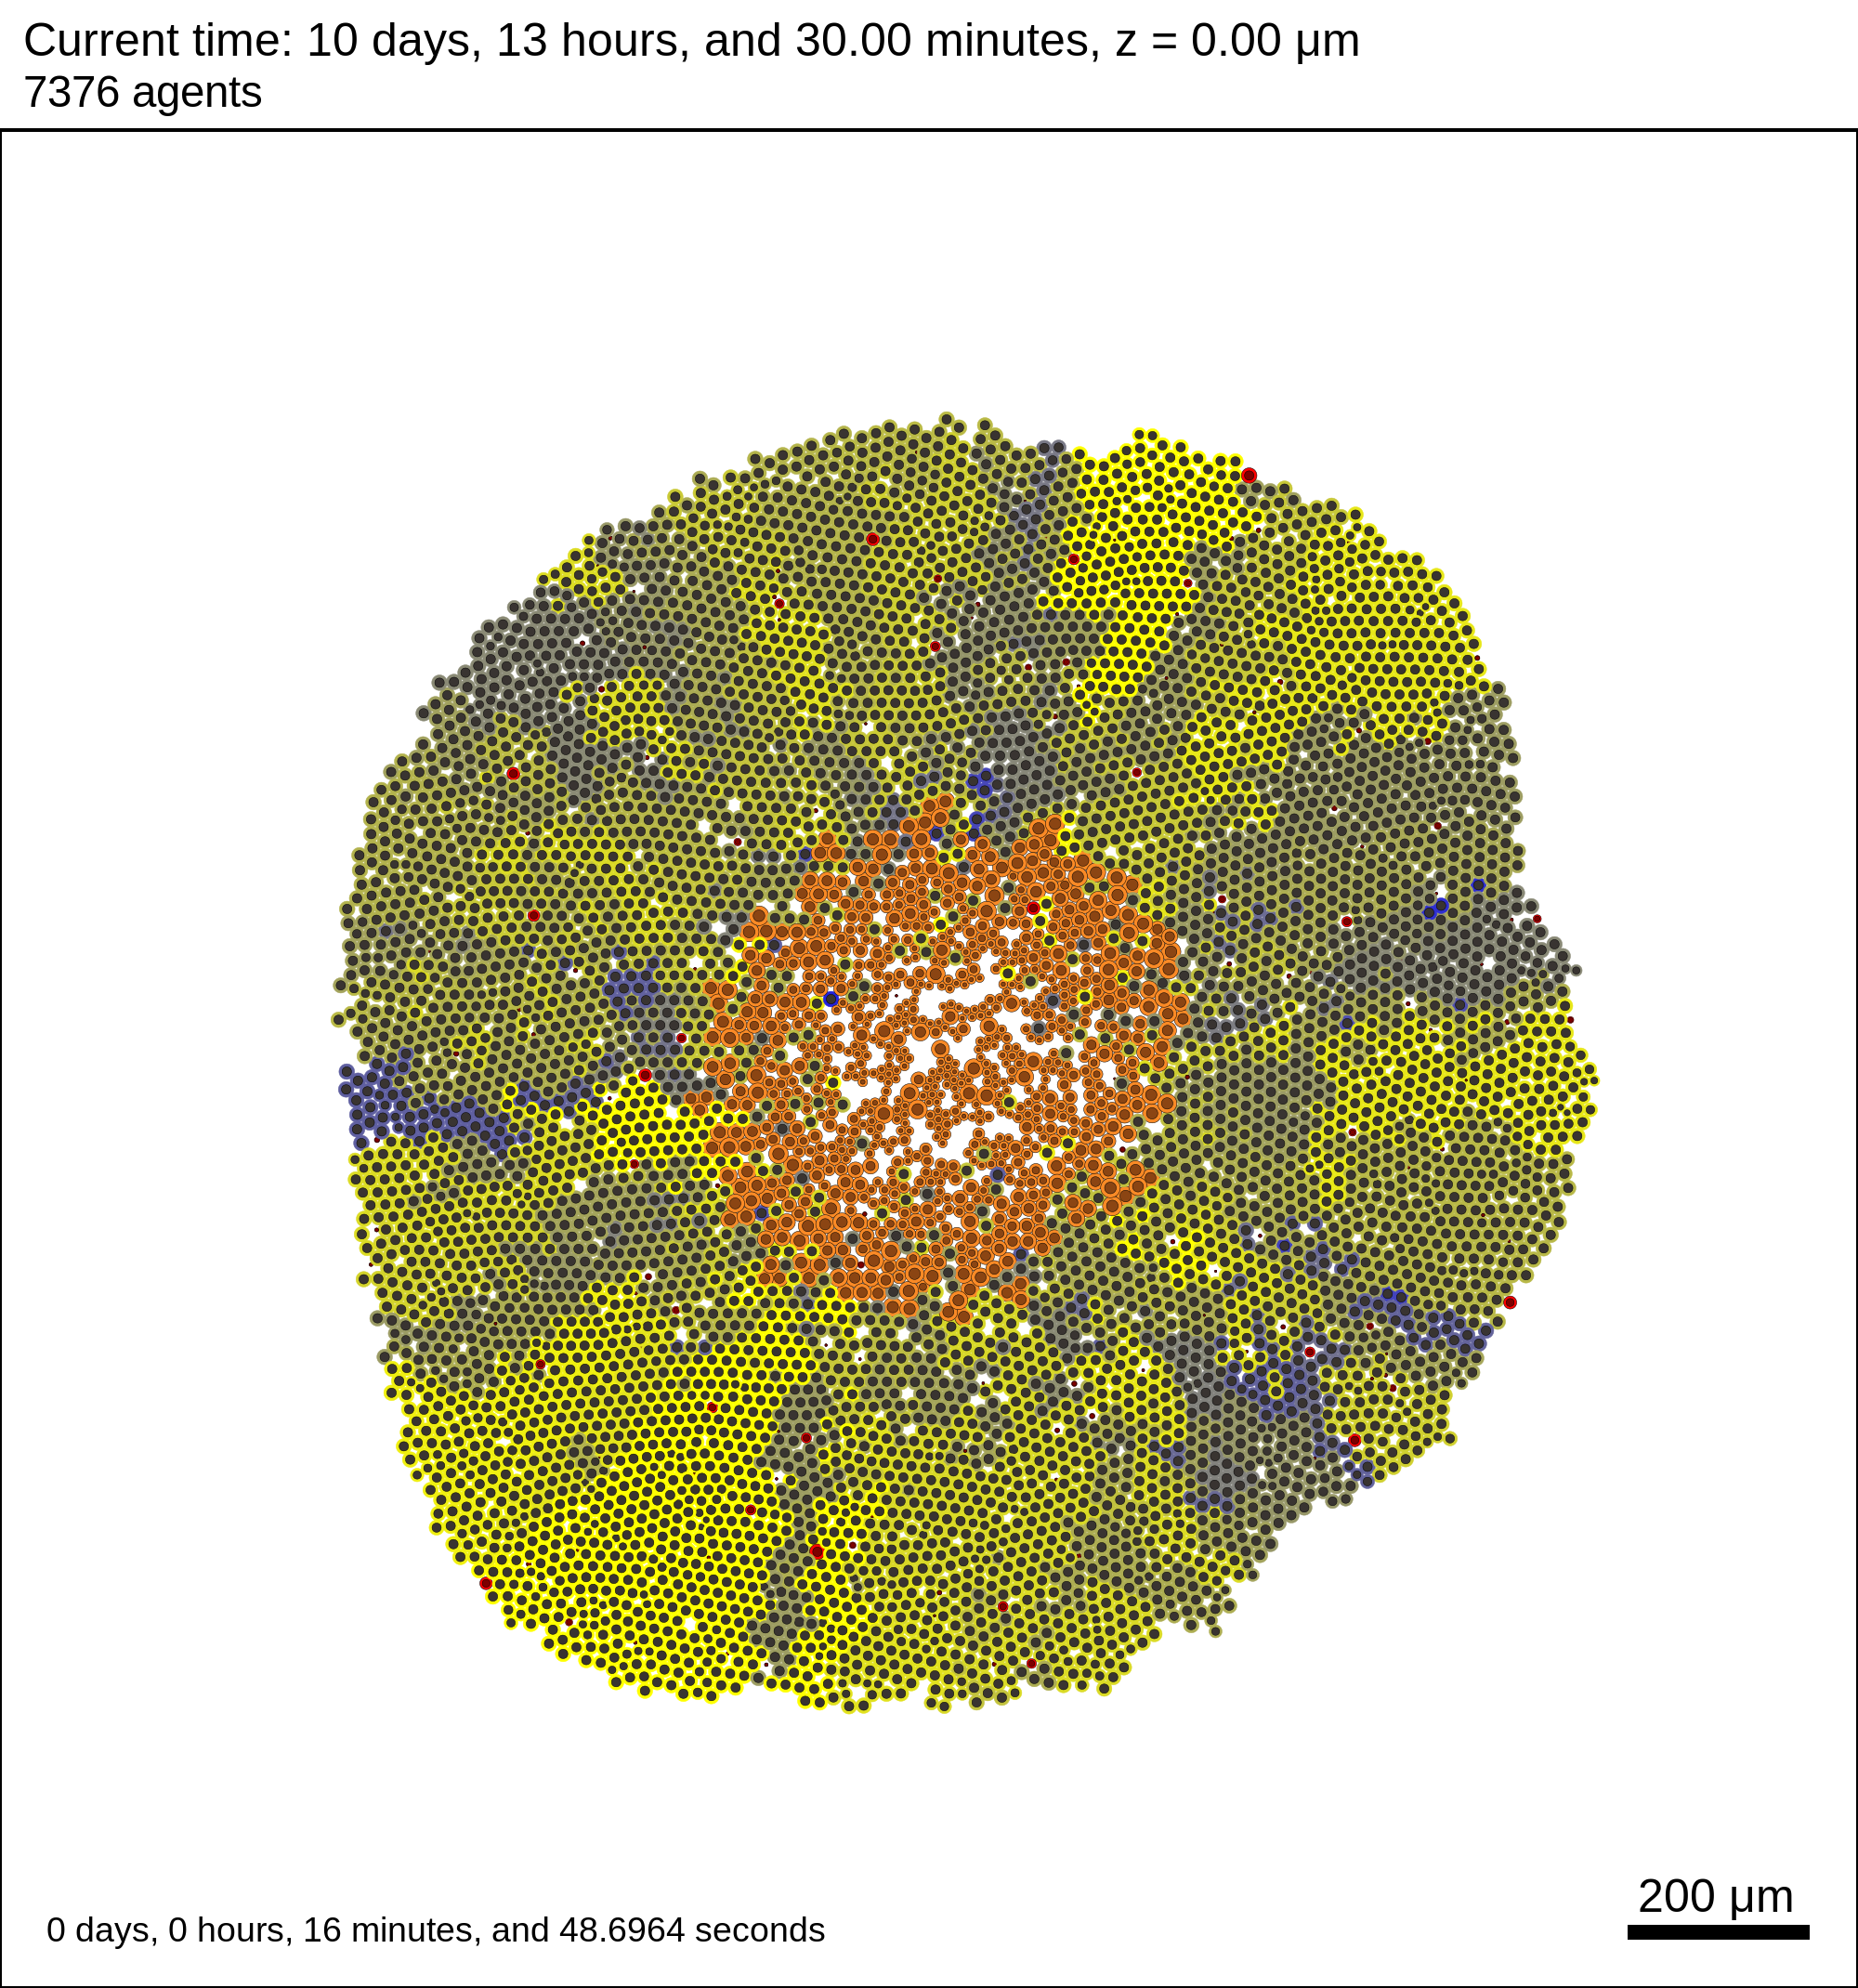 Current time: 10 days, 13 hours, and 30.00 minutes, z = 0.00 μm
7376 agents
200 μm
0 days, 0 hours, 16 minutes, and 48.6964 seconds